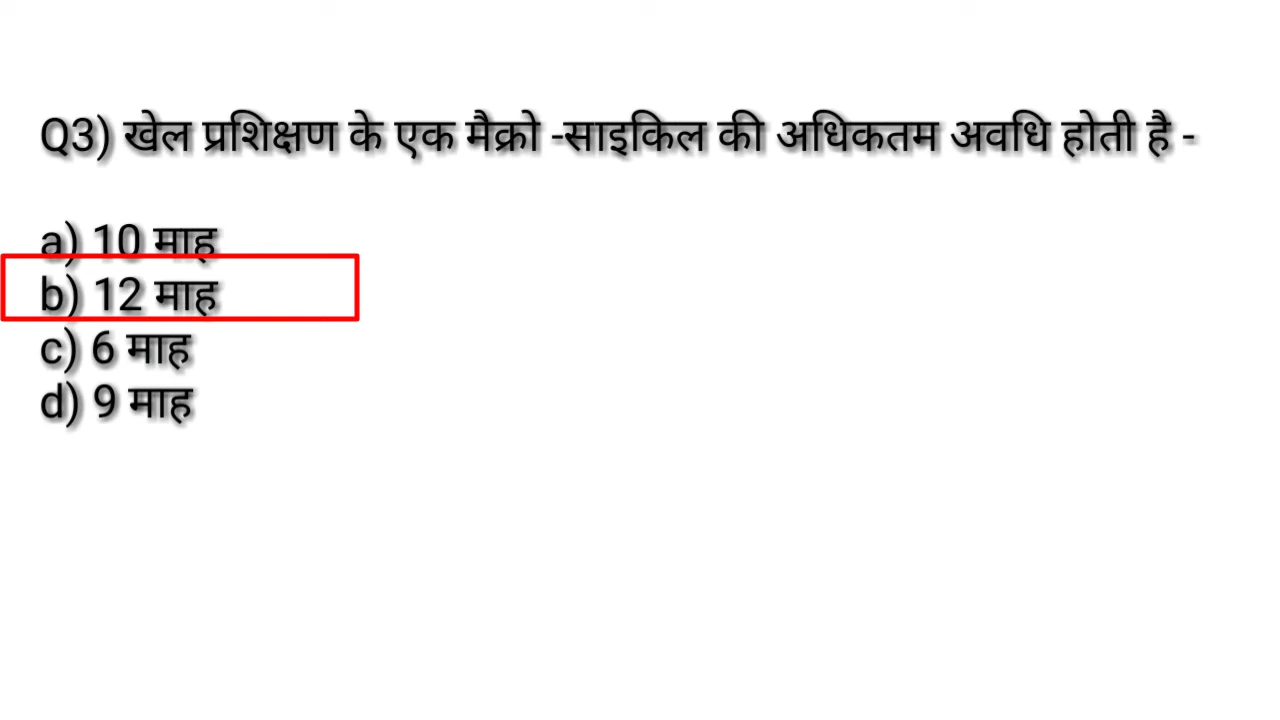 Q3) खेल प्रशिक्षण के एक मैक्रो -साइकिल की अधिकतम अवधि होती है -
a) 10 माह
b) 12 माह
c) 6 माह
d) 9 माह